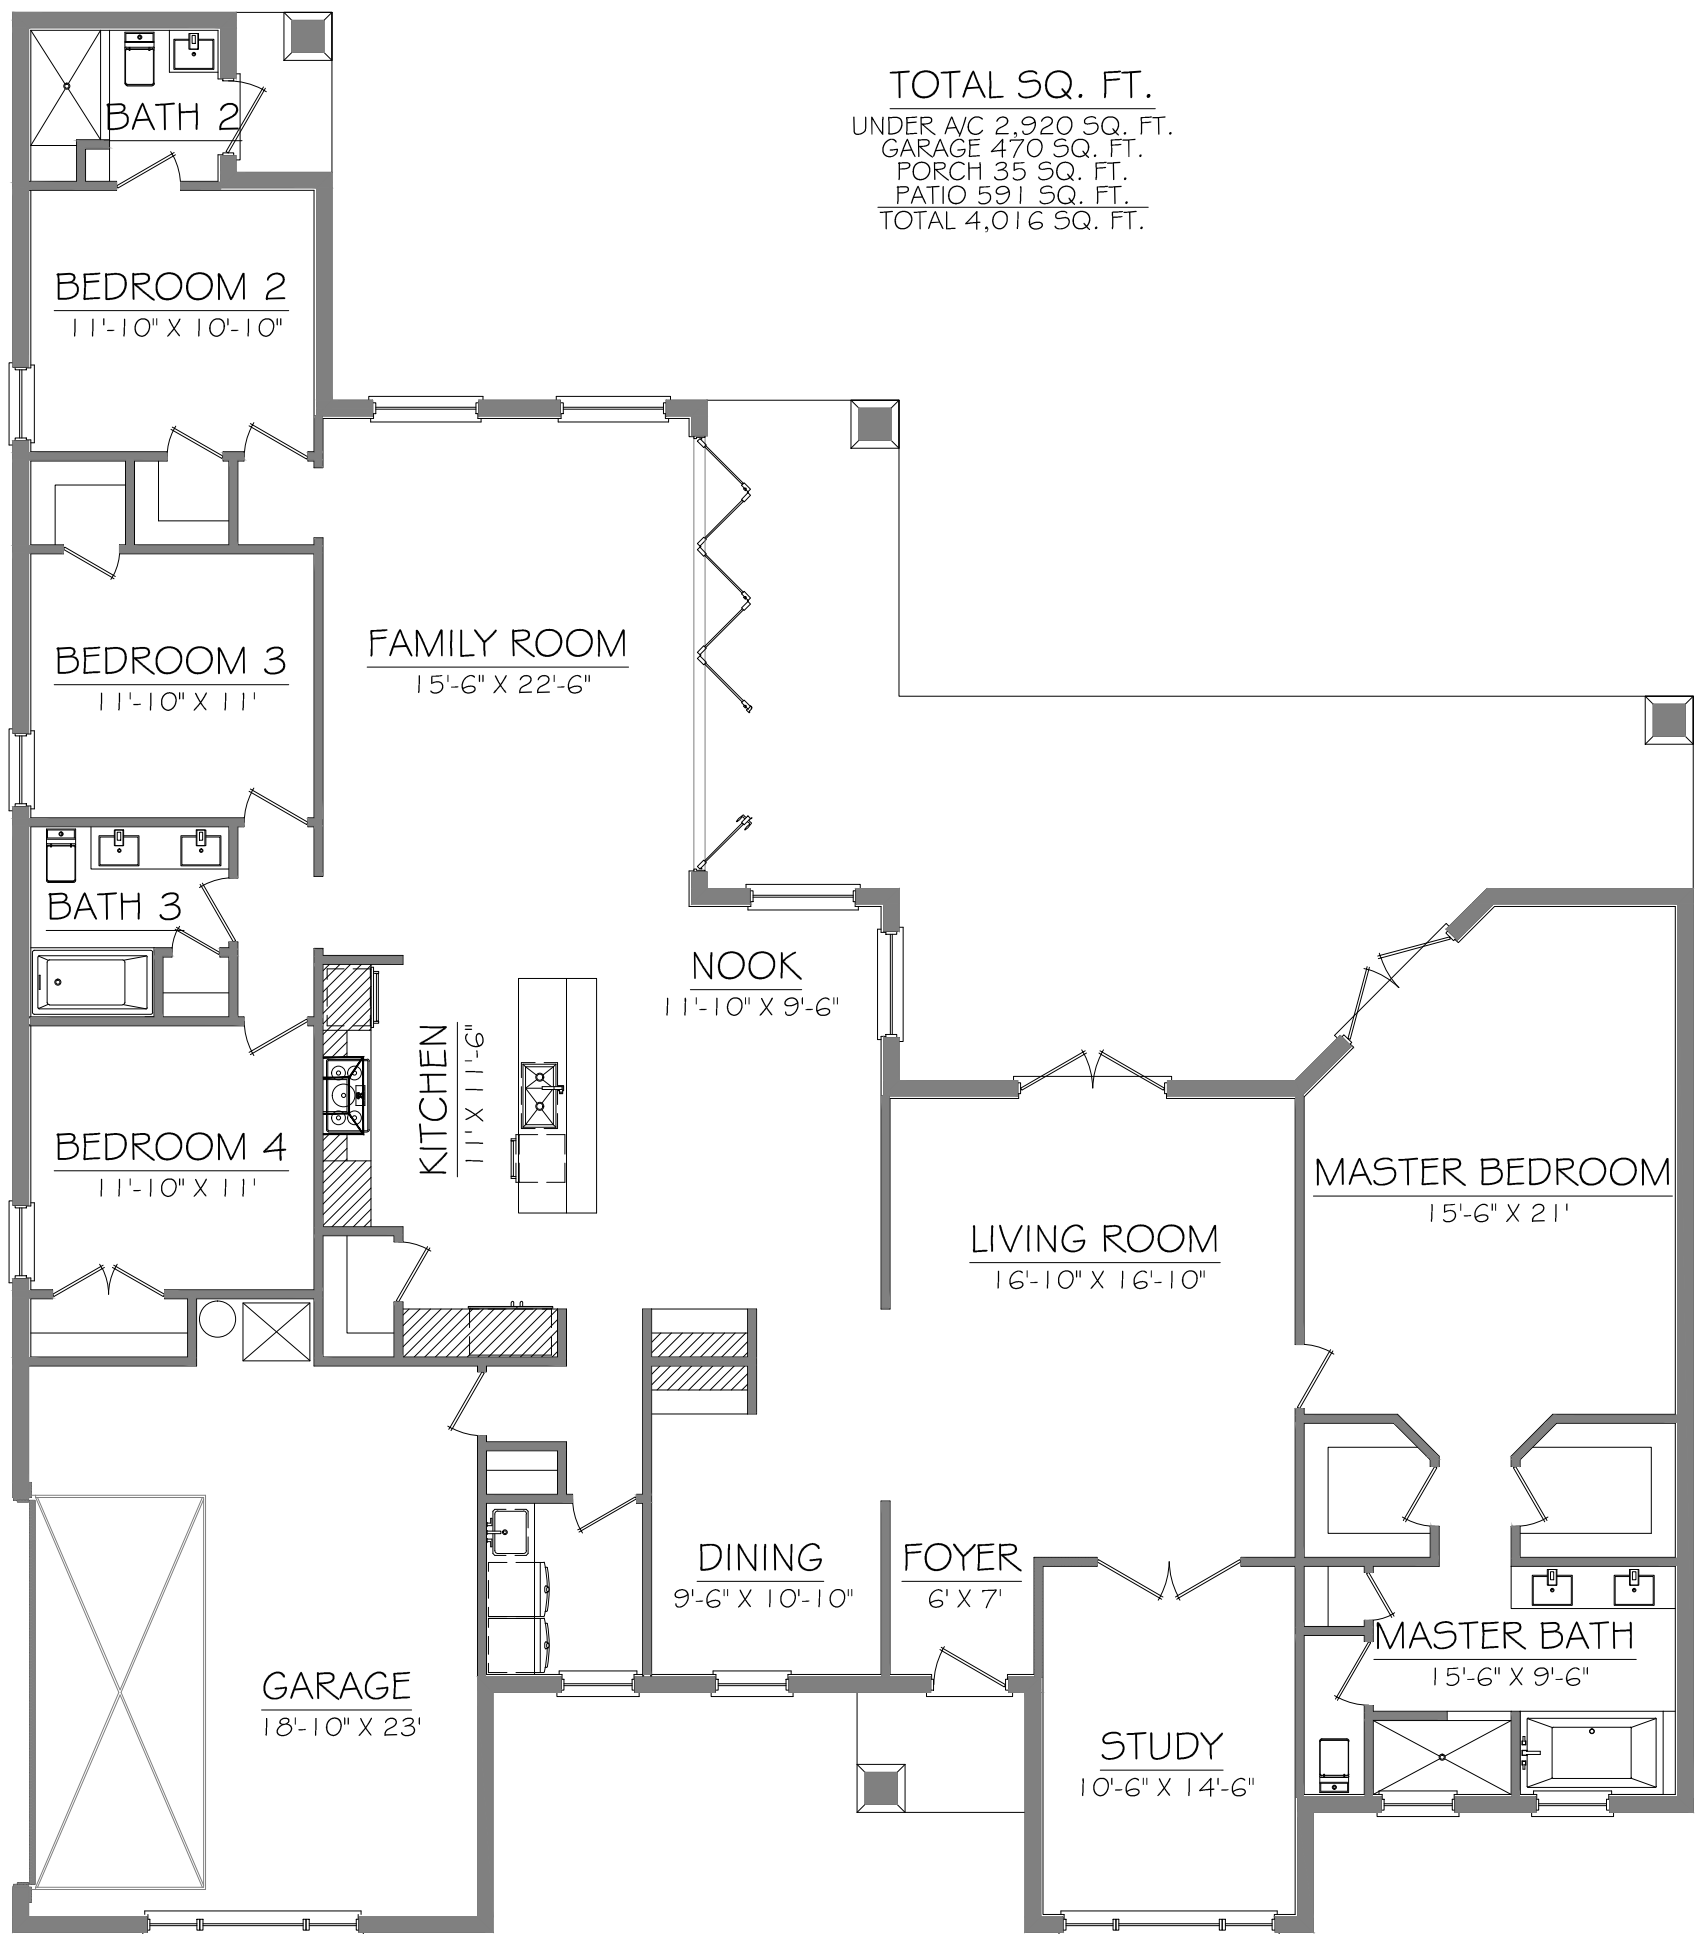 TOTAL SQ. FT.
UNDER A/C 2,920 SQ. FT.
GARAGE 470 SQ. FT.
PORCH 35 SQ. FT.
PATIO 591 SQ. FT.
TOTAL 4,016 SQ. FT.
BATH 2
BEDROOM 2
11'-10" X 10'-10"
FAMILY ROOM
15'-6" X 22'-6"
BEDROOM 3
11'-10" X 11'
BATH 3
NOOK
11'-10" X 9'-6"
KITCHEN
11' X 11'-6"
BEDROOM 4
11'-10" X 11'
MASTER BEDROOM
15'-6" X 21'
LIVING ROOM
16'-10" X 16'-10"
DINING
9'-6" X 10'-10"
FOYER
6' X 7'
MASTER BATH
15'-6" X 9'-6"
GARAGE
18'-10" X 23'
STUDY
10'-6" X 14'-6"